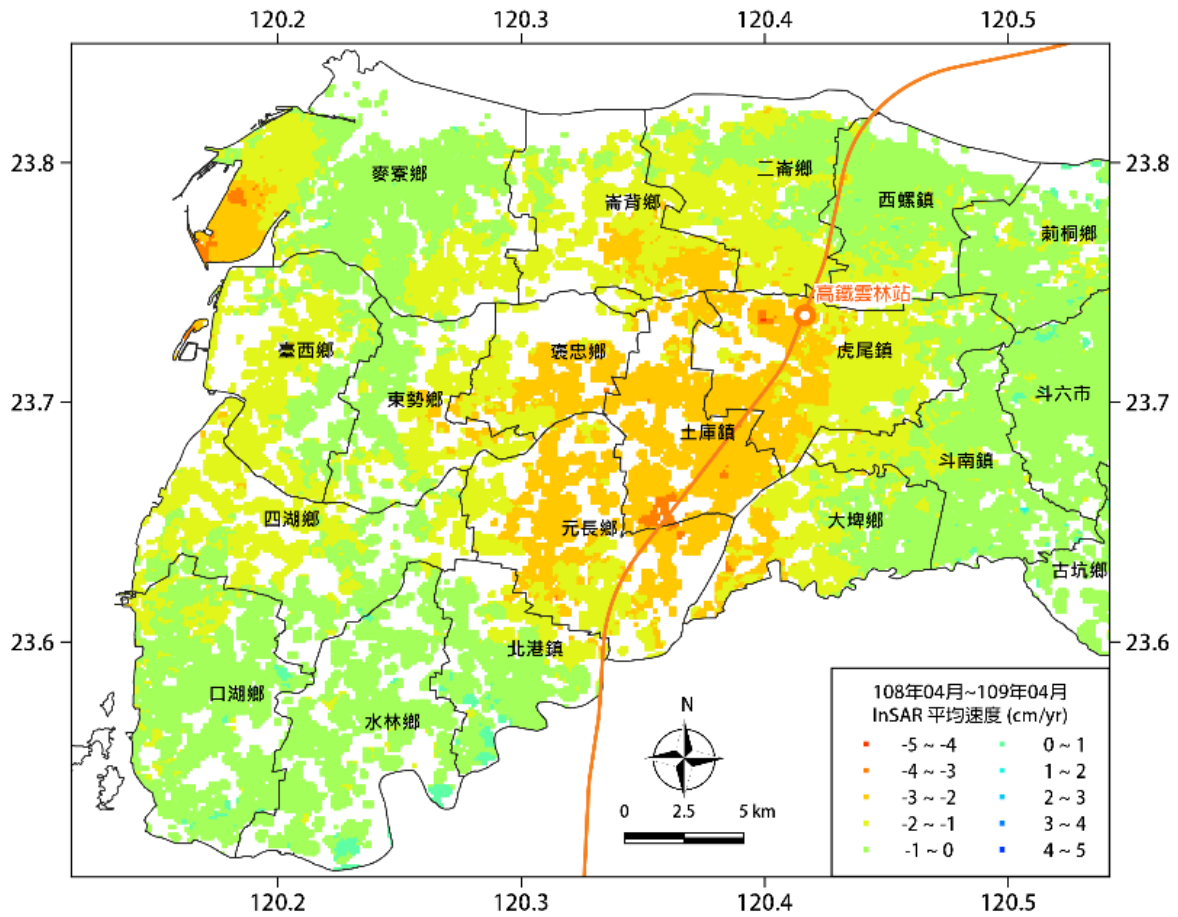 120.2 120.3 120.4 120.5
23.8 23.8
麥寮鄉
二崙鄉
崙背鄉
西螺鎮
莿桐鄉
高鐵雲林站
臺西鄉
褒忠鄉
虎尾鎮
東勢鄉
斗六市
23.7 23.7
土庫鎮
斗南鎮
四湖鄉
元長鄉
大埤鄉
古坑鄉
23.6 23.6
北港鎮
口湖鄉
水林鄉
N
0 2.5 5 km
108年04月~109年04月
InSAR 平均速度 (cm/yr)
-5 ~ -4 0 ~ 1
-4 ~ -3 1 ~ 2
-3 ~ -2 2 ~ 3
-2 ~ -1 3 ~ 4
-1 ~ 0 4 ~ 5
120.2 120.3 120.4 120.5